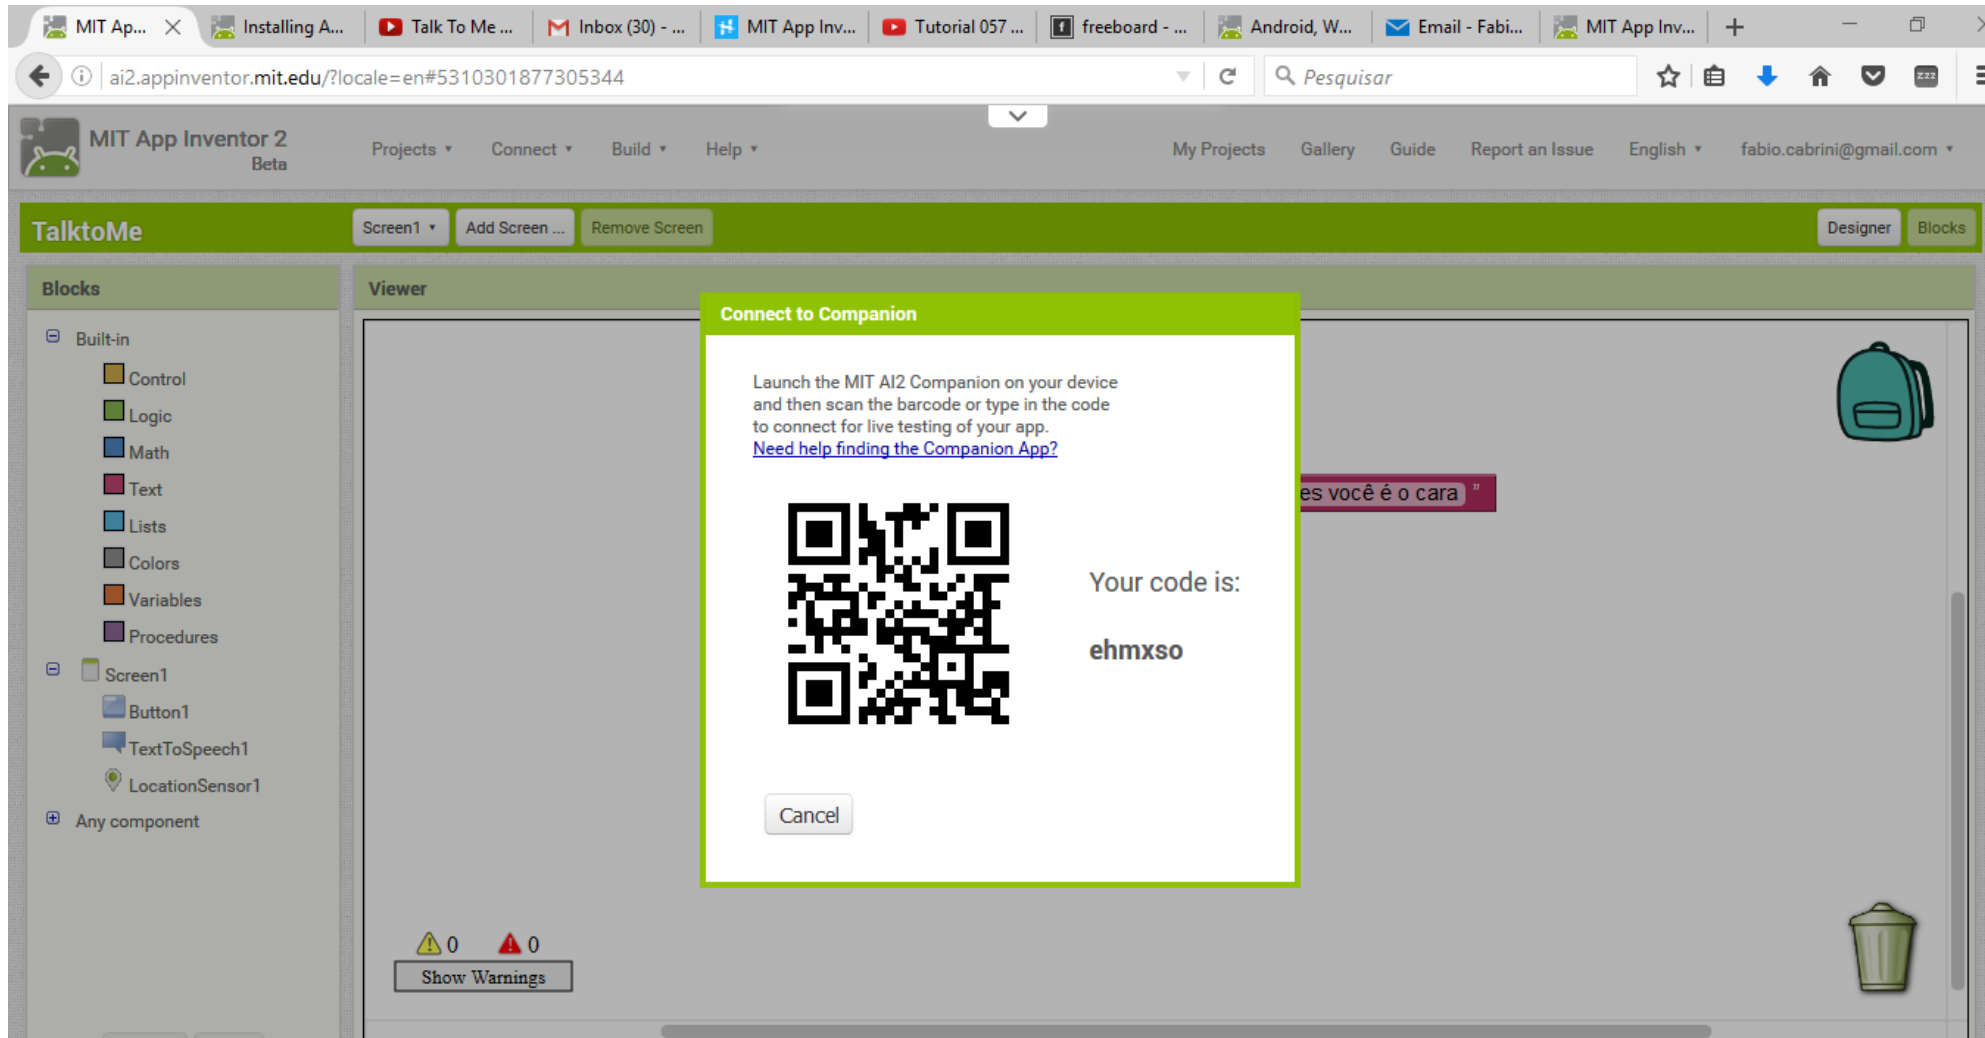 MIT Ap...
Installing A...
Talk To Me ...
Inbox (30) - ...
MIT App Inv...
Tutorial 057 ...
freeboard - ...
Android, W...
Email - Fabi...
MIT App Inv...
ai2.appinventor.mit.edu/?locale=en#5310301877305344
Pesquisar
MIT App Inventor 2
Beta
Projects
Connect
Build
Help
My Projects
Gallery
Guide
Report an Issue
English
fabio.cabrini@gmail.com
TalktoMe
Screen1
Add Screen ...
Remove Screen
Designer
Blocks
Blocks
Viewer
Built-in
Control
Logic
Math
Text
Lists
Colors
Variables
Procedures
Screen1
Button1
TextToSpeech1
LocationSensor1
Any component
Connect to Companion
Launch the MIT AI2 Companion on your device
and then scan the barcode or type in the code
to connect for live testing of your app.
Need help finding the Companion App?
Your code is:
ehmxso
Cancel
es você é o cara "
0
0
Show Warnings